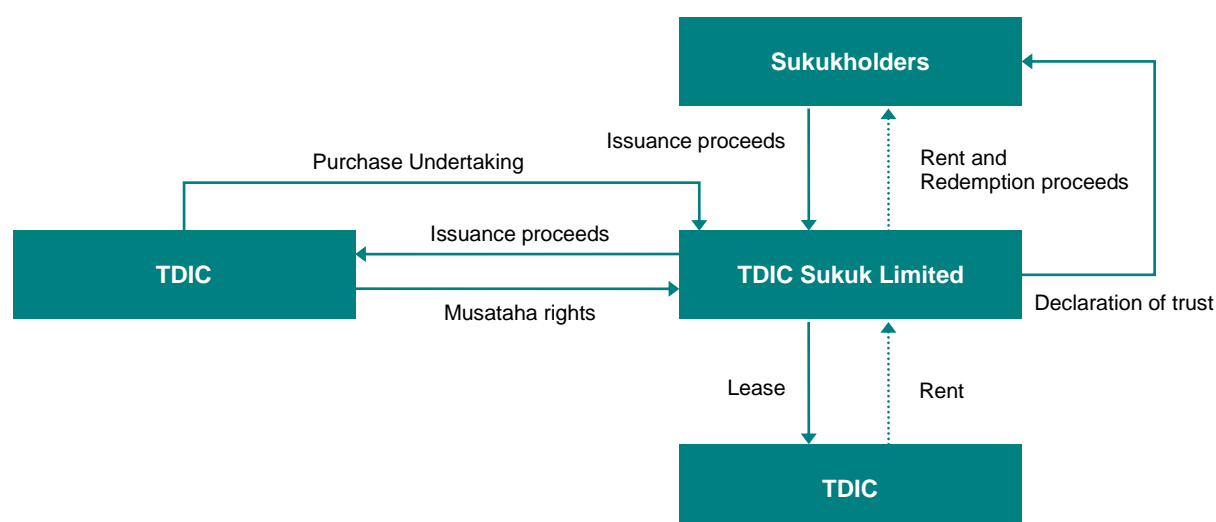 Sukukholders
Issuance proceeds
Rent and
Redemption proceeds
Purchase Undertaking
TDIC
Issuance proceeds
Musataha rights
TDIC Sukuk Limited
Declaration of trust
Lease
Rent
TDIC